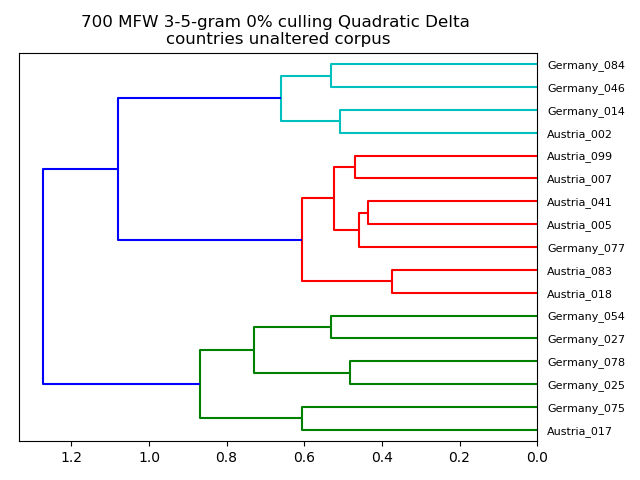 700 MFW 3-5-gram 0% culling Quadratic Delta
countries unaltered corpus
Germany_084
Germany_046
Germany_014
Austria_002
Austria_099
Austria_007
Austria_041
Austria_005
Germany_077
Austria_083
Austria_018
Germany_054
Germany_027
Germany_078
Germany_025
Germany_075
Austria_017
1.2 1.0 0.8 0.6 0.4 0.2 0.0